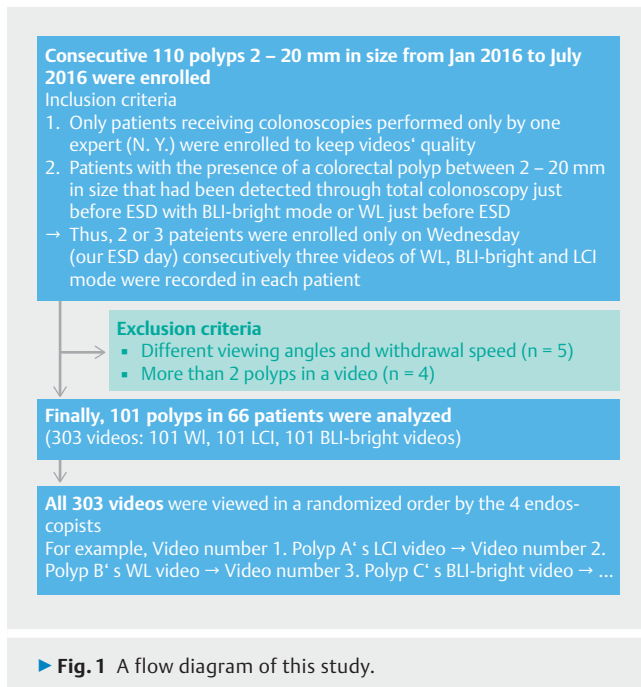 Consecutive 110 polyps 2 – 20 mm in size from Jan 2016 to July
2016 were enrolled
Inclusion criteria
1. Only patients receiving colonoscopies performed only by one
expert (N. Y.) were enrolled to keep videos‘ quality
2. Patients with the presence of a colorectal polyp between 2 – 20 mm
in size that had been detected through total colonoscopy just
before ESD with BLI-bright mode or WL just before ESD
→ Thus, 2 or 3 pateients were enrolled only on Wednesday
(our ESD day) consecutively three videos of WL, BLI-bright and LCI
mode were recorded in each patient
Exclusion criteria
▪ Different viewing angles and withdrawal speed (n = 5)
▪ More than 2 polyps in a video (n = 4)
Finally, 101 polyps in 66 patients were analyzed
(303 videos: 101 Wl, 101 LCI, 101 BLI-bright videos)
All 303 videos were viewed in a randomized order by the 4 endos-
copists
For example, Video number 1. Polyp A‘ s LCI video → Video number 2.
Polyp B‘ s WL video → Video number 3. Polyp C‘ s BLI-bright video → ...
▶ Fig. 1 A flow diagram of this study.